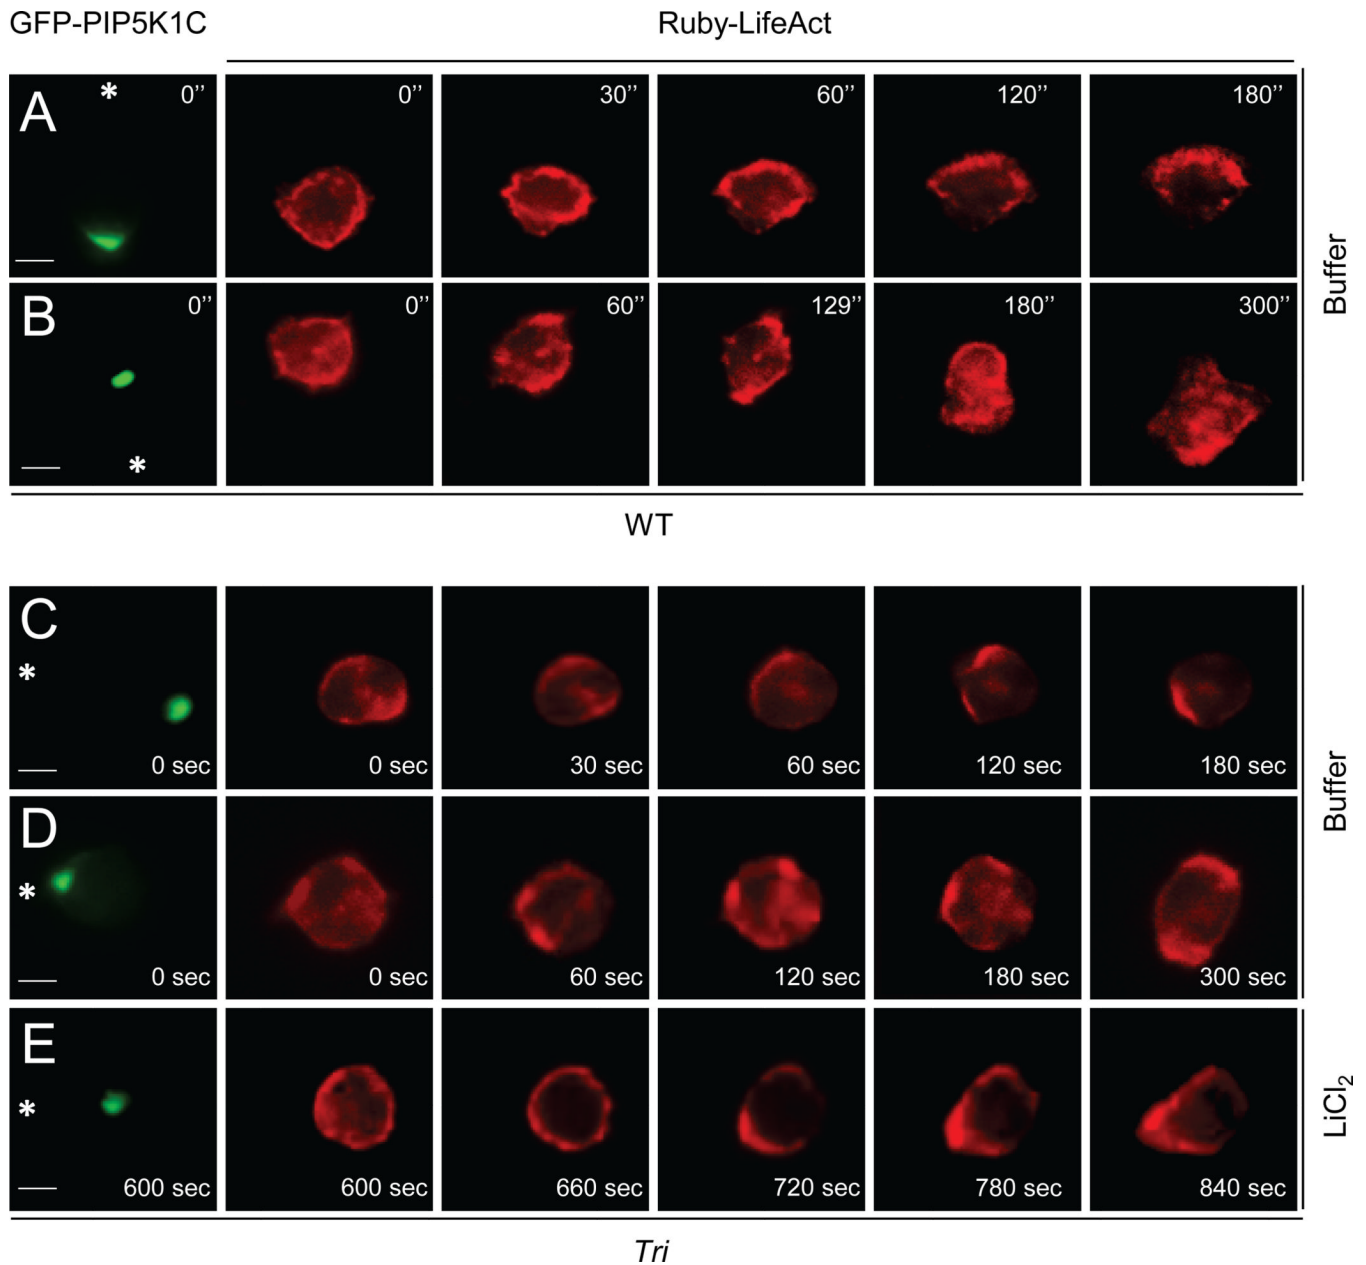 GFP-PIP5K1C Ruby-LifeAct
A * 0’’ 0’’ 30’’ 60’’ 120’’ 180’’
Buffer
B * 0’’ 0’’ 60’’ 129’’ 180’’ 300’’
WT
C * 0 sec 0 sec 30 sec 60 sec 120 sec 180 sec
Buffer
D * 0 sec 0 sec 60 sec 120 sec 180 sec 300 sec
E * 600 sec 600 sec 660 sec 720 sec 780 sec 840 sec
LiCl₂
Tri